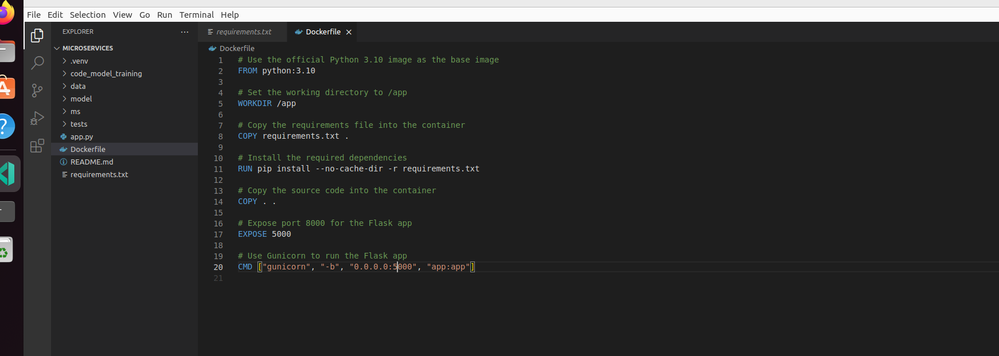 File Edit Selection View Go Run Terminal Help
EXPLORER ...
MICROSERVICES
.venv
code_model_training
data
model
ms
tests
app.py
Dockerfile
README.md
requirements.txt
requirements.txt Dockerfile
Dockerfile
1 # Use the official Python 3.10 image as the base image
2 FROM python:3.10
3
4 # Set the working directory to /app
5 WORKDIR /app
6
7 # Copy the requirements file into the container
8 COPY requirements.txt .
9
10 # Install the required dependencies
11 RUN pip install --no-cache-dir -r requirements.txt
12
13 # Copy the source code into the container
14 COPY . .
15
16 # Expose port 8000 for the Flask app
17 EXPOSE 5000
18
19 # Use Gunicorn to run the Flask app
20 CMD ["gunicorn", "-b", "0.0.0.0:5000", "app:app"]
21